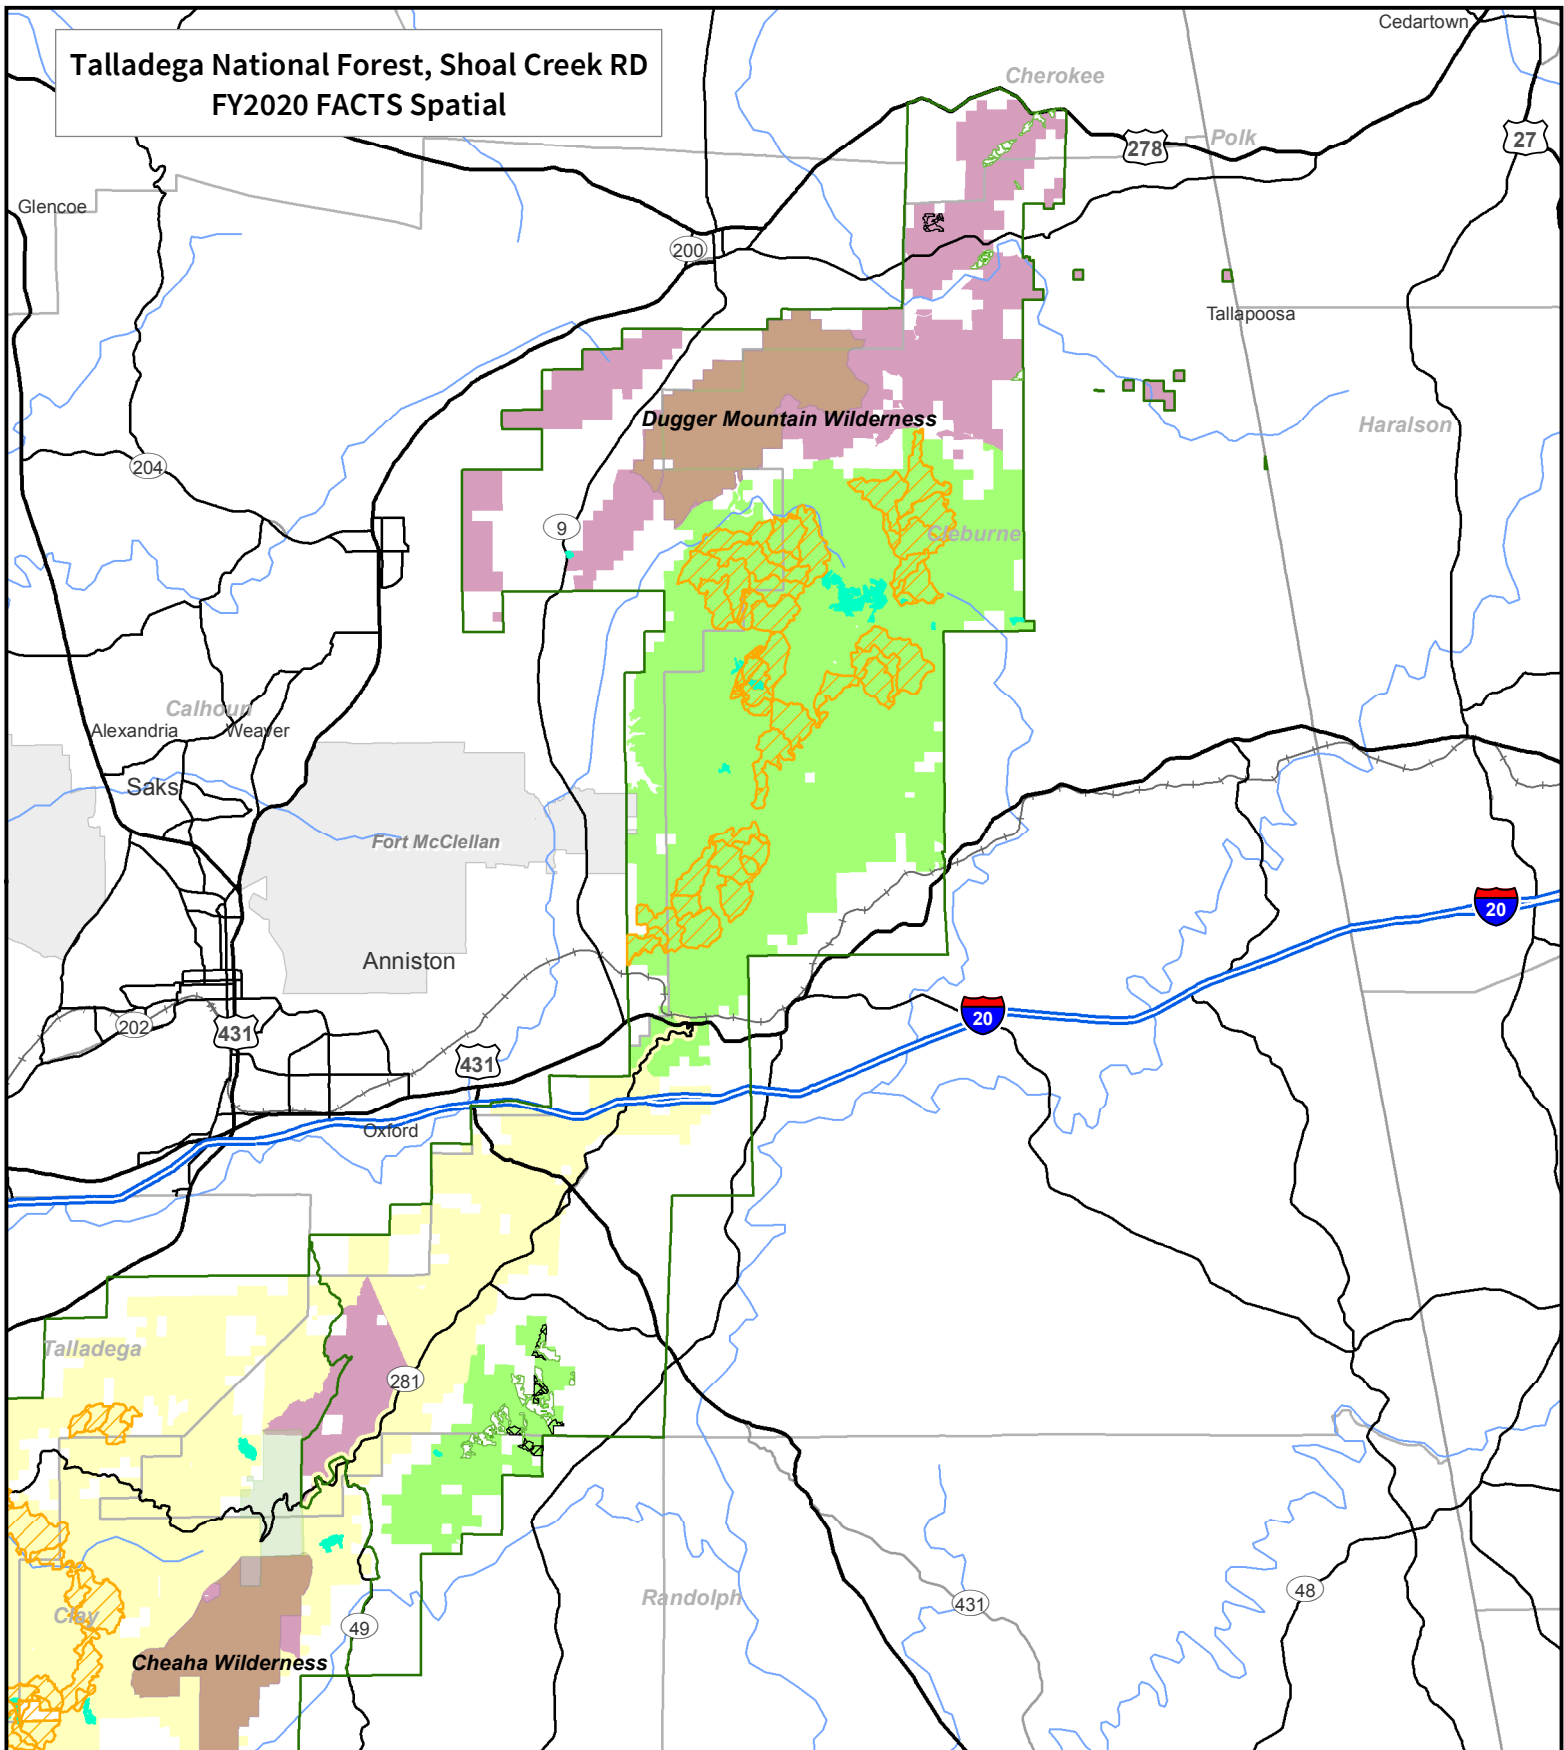 Talladega National Forest, Shoal Creek RD
FY2020 FACTS Spatial
Cedartown
Cherokee
278
Polk
27
Glencoe
200
Tallapoosa
Dugger Mountain Wilderness
Haralson
204
9
Cleburne
Calhoun
Alexandria
Weaver
Saks
Fort McClellan
20
Anniston
202
431
431
20
Oxford
Talladega
281
Clay
49
Randolph
431
48
Cheaha Wilderness